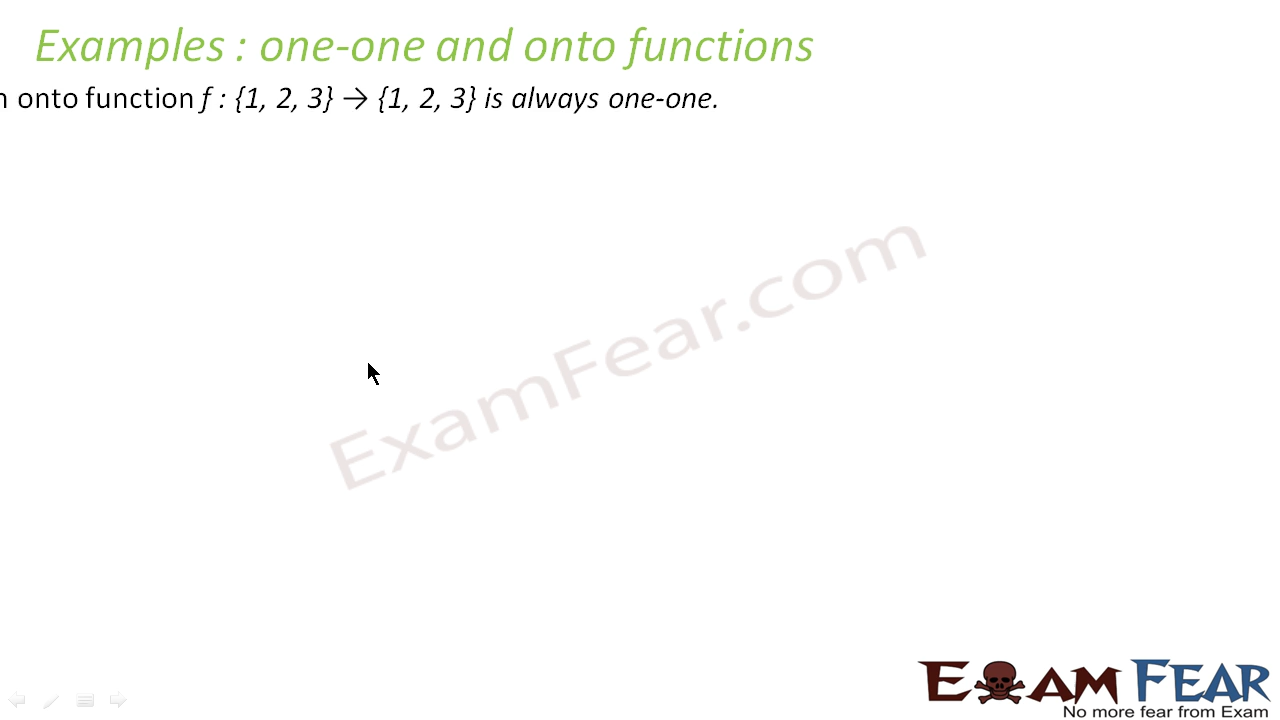 Examples : one-one and onto functions
n onto function f : {1, 2, 3} → {1, 2, 3} is always one-one.
ExamFear.com
EXAM FEAR
No more fear from Exam